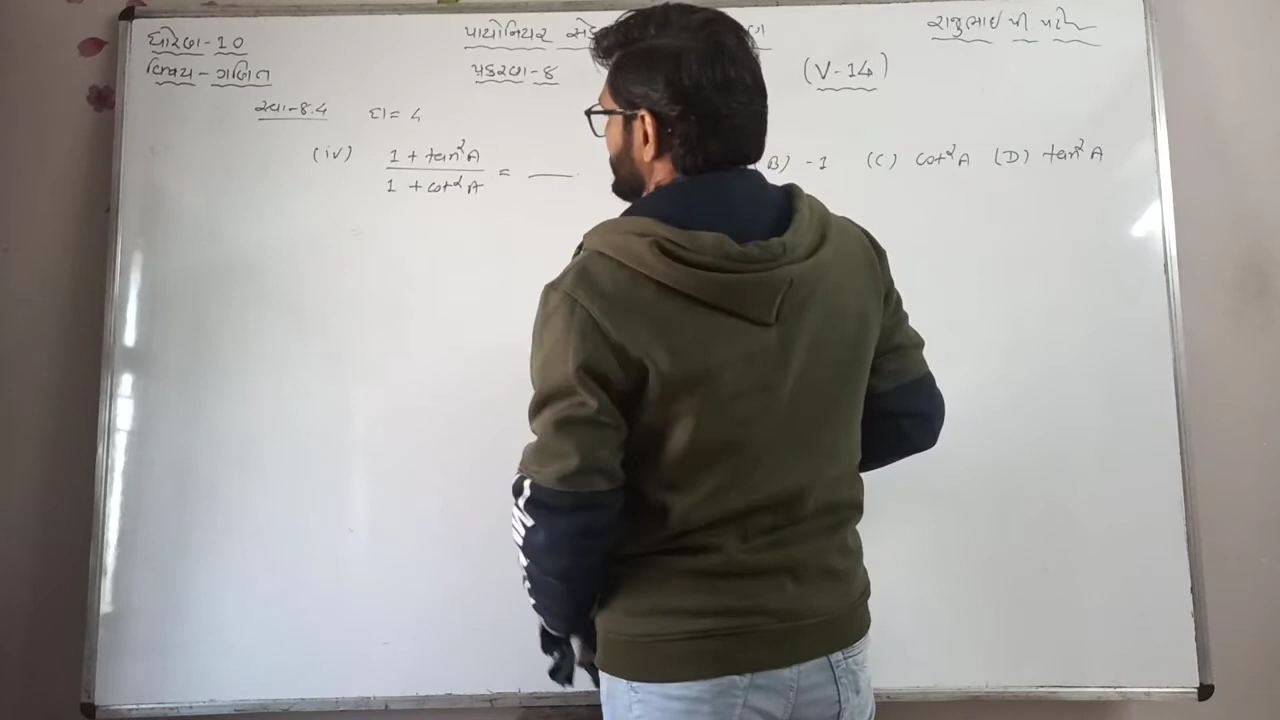 ધોરણ-10
પાયોનિયર
રાજુભાઈ પી પટેલ
વિષય-ગણિત
પ્રકરણ-8
(V-14)
સ્વા-8.4
દા= 4
(iv) 1 + tan²A / 1 + cot²A = ___ B) -1 (C) cot²A (D) tan²A